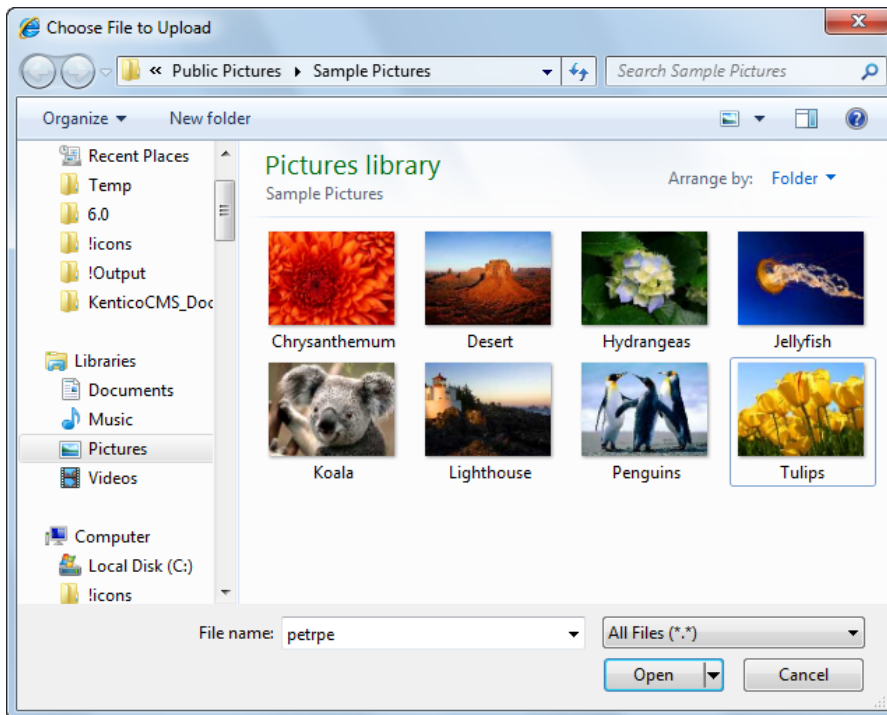 Choose File to Upload
« Public Pictures Sample Pictures
Search Sample Pictures
Organize New folder
Recent Places
Temp
6.0
!icons
!Output
KenticoCMS_Doc
Libraries
Documents
Music
Pictures
Videos
Computer
Local Disk (C:)
!icons
Pictures library
Sample Pictures
Arrange by: Folder
Chrysanthemum Desert Hydrangeas Jellyfish
Koala Lighthouse Penguins Tulips
File name: petrpe All Files (*.*)
Open Cancel